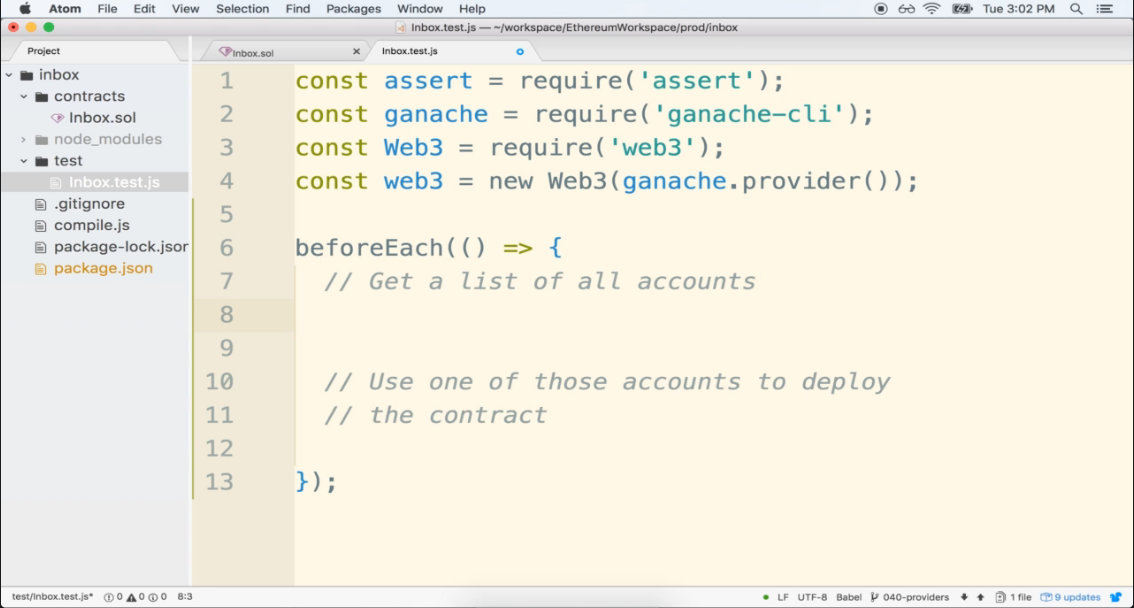 Atom File Edit View Selection Find Packages Window Help Tue 3:02 PM
Inbox.test.js — ~/workspace/EthereumWorkspace/prod/inbox
Project Inbox.sol Inbox.test.js
inbox
contracts
Inbox.sol
node_modules
test
Inbox.test.js
.gitignore
compile.js
package-lock.jsor
package.json
1 const assert = require('assert');
2 const ganache = require('ganache-cli');
3 const Web3 = require('web3');
4 const web3 = new Web3(ganache.provider());
5
6 beforeEach(() => {
7 // Get a list of all accounts
8
9
10 // Use one of those accounts to deploy
11 // the contract
12
13 });
test/Inbox.test.js* 0 0 0 8:3 LF UTF-8 Babel 040-providers 1 file 9 updates